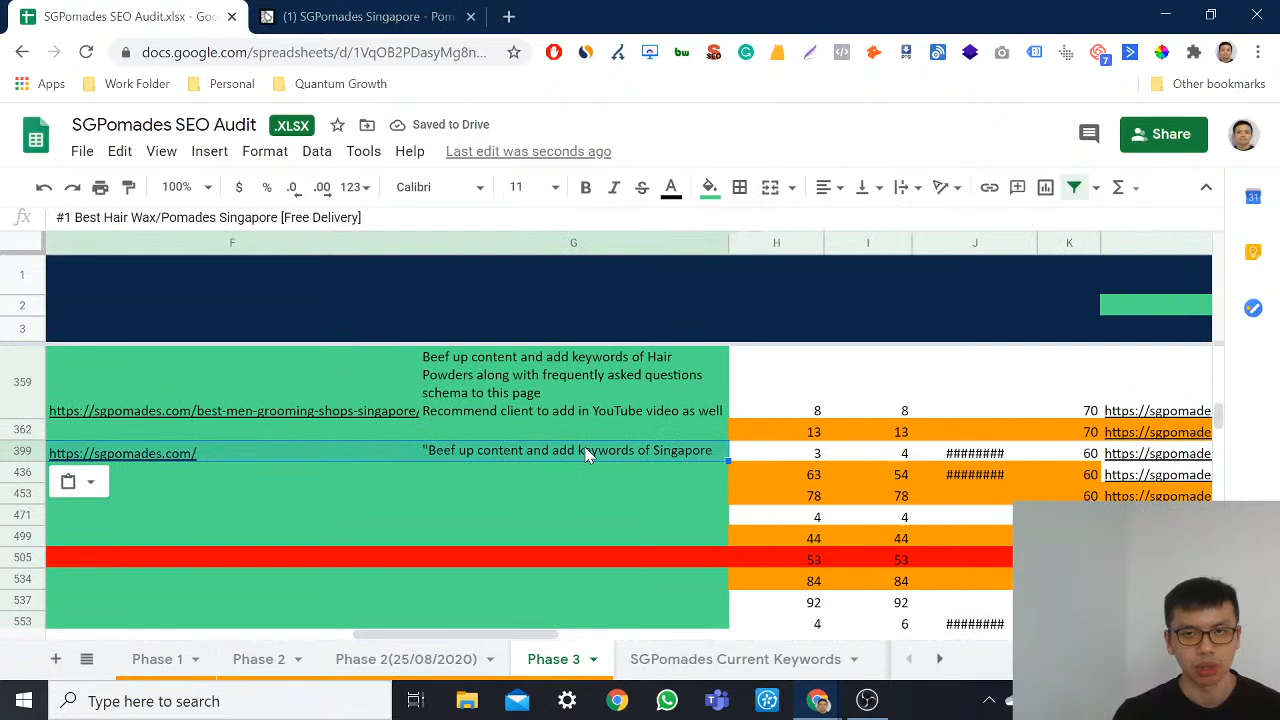 SGPomades SEO Audit.xlsx - Goo
(1) SGPomades Singapore - Pom
docs.google.com/spreadsheets/d/1VqOB2PDasyMg8n...
7
Apps
Work Folder
Personal
Quantum Growth
Other bookmarks
SGPomades SEO Audit
.XLSX
Saved to Drive
File
Edit
View
Insert
Format
Data
Tools
Help
Last edit was seconds ago
Share
100%
$
%
.0
.00
123
Calibri
11
B
I
S
A
Σ
31
fx
#1 Best Hair Wax/Pomades Singapore [Free Delivery]
F
G
H
I
J
K
1
2
3
Beef up content and add keywords of Hair
Powders along with frequently asked questions
schema to this page
359
https://sgpomades.com/best-men-grooming-shops-singapore/
Recommend client to add in YouTube video as well
8
8
70
https://sgpomade
362
13
13
70
https://sgpomade
399
https://sgpomades.com/
"Beef up content and add keywords of Singapore
3
4
########
60
https://sgpomade
436
63
54
########
60
https://sgpomade
453
78
78
60
https://sgpomade
471
4
4
499
44
44
505
53
53
534
84
84
537
92
92
553
4
6
########
Phase 1
Phase 2
Phase 2(25/08/2020)
Phase 3
SGPomades Current Keywords
Type here to search